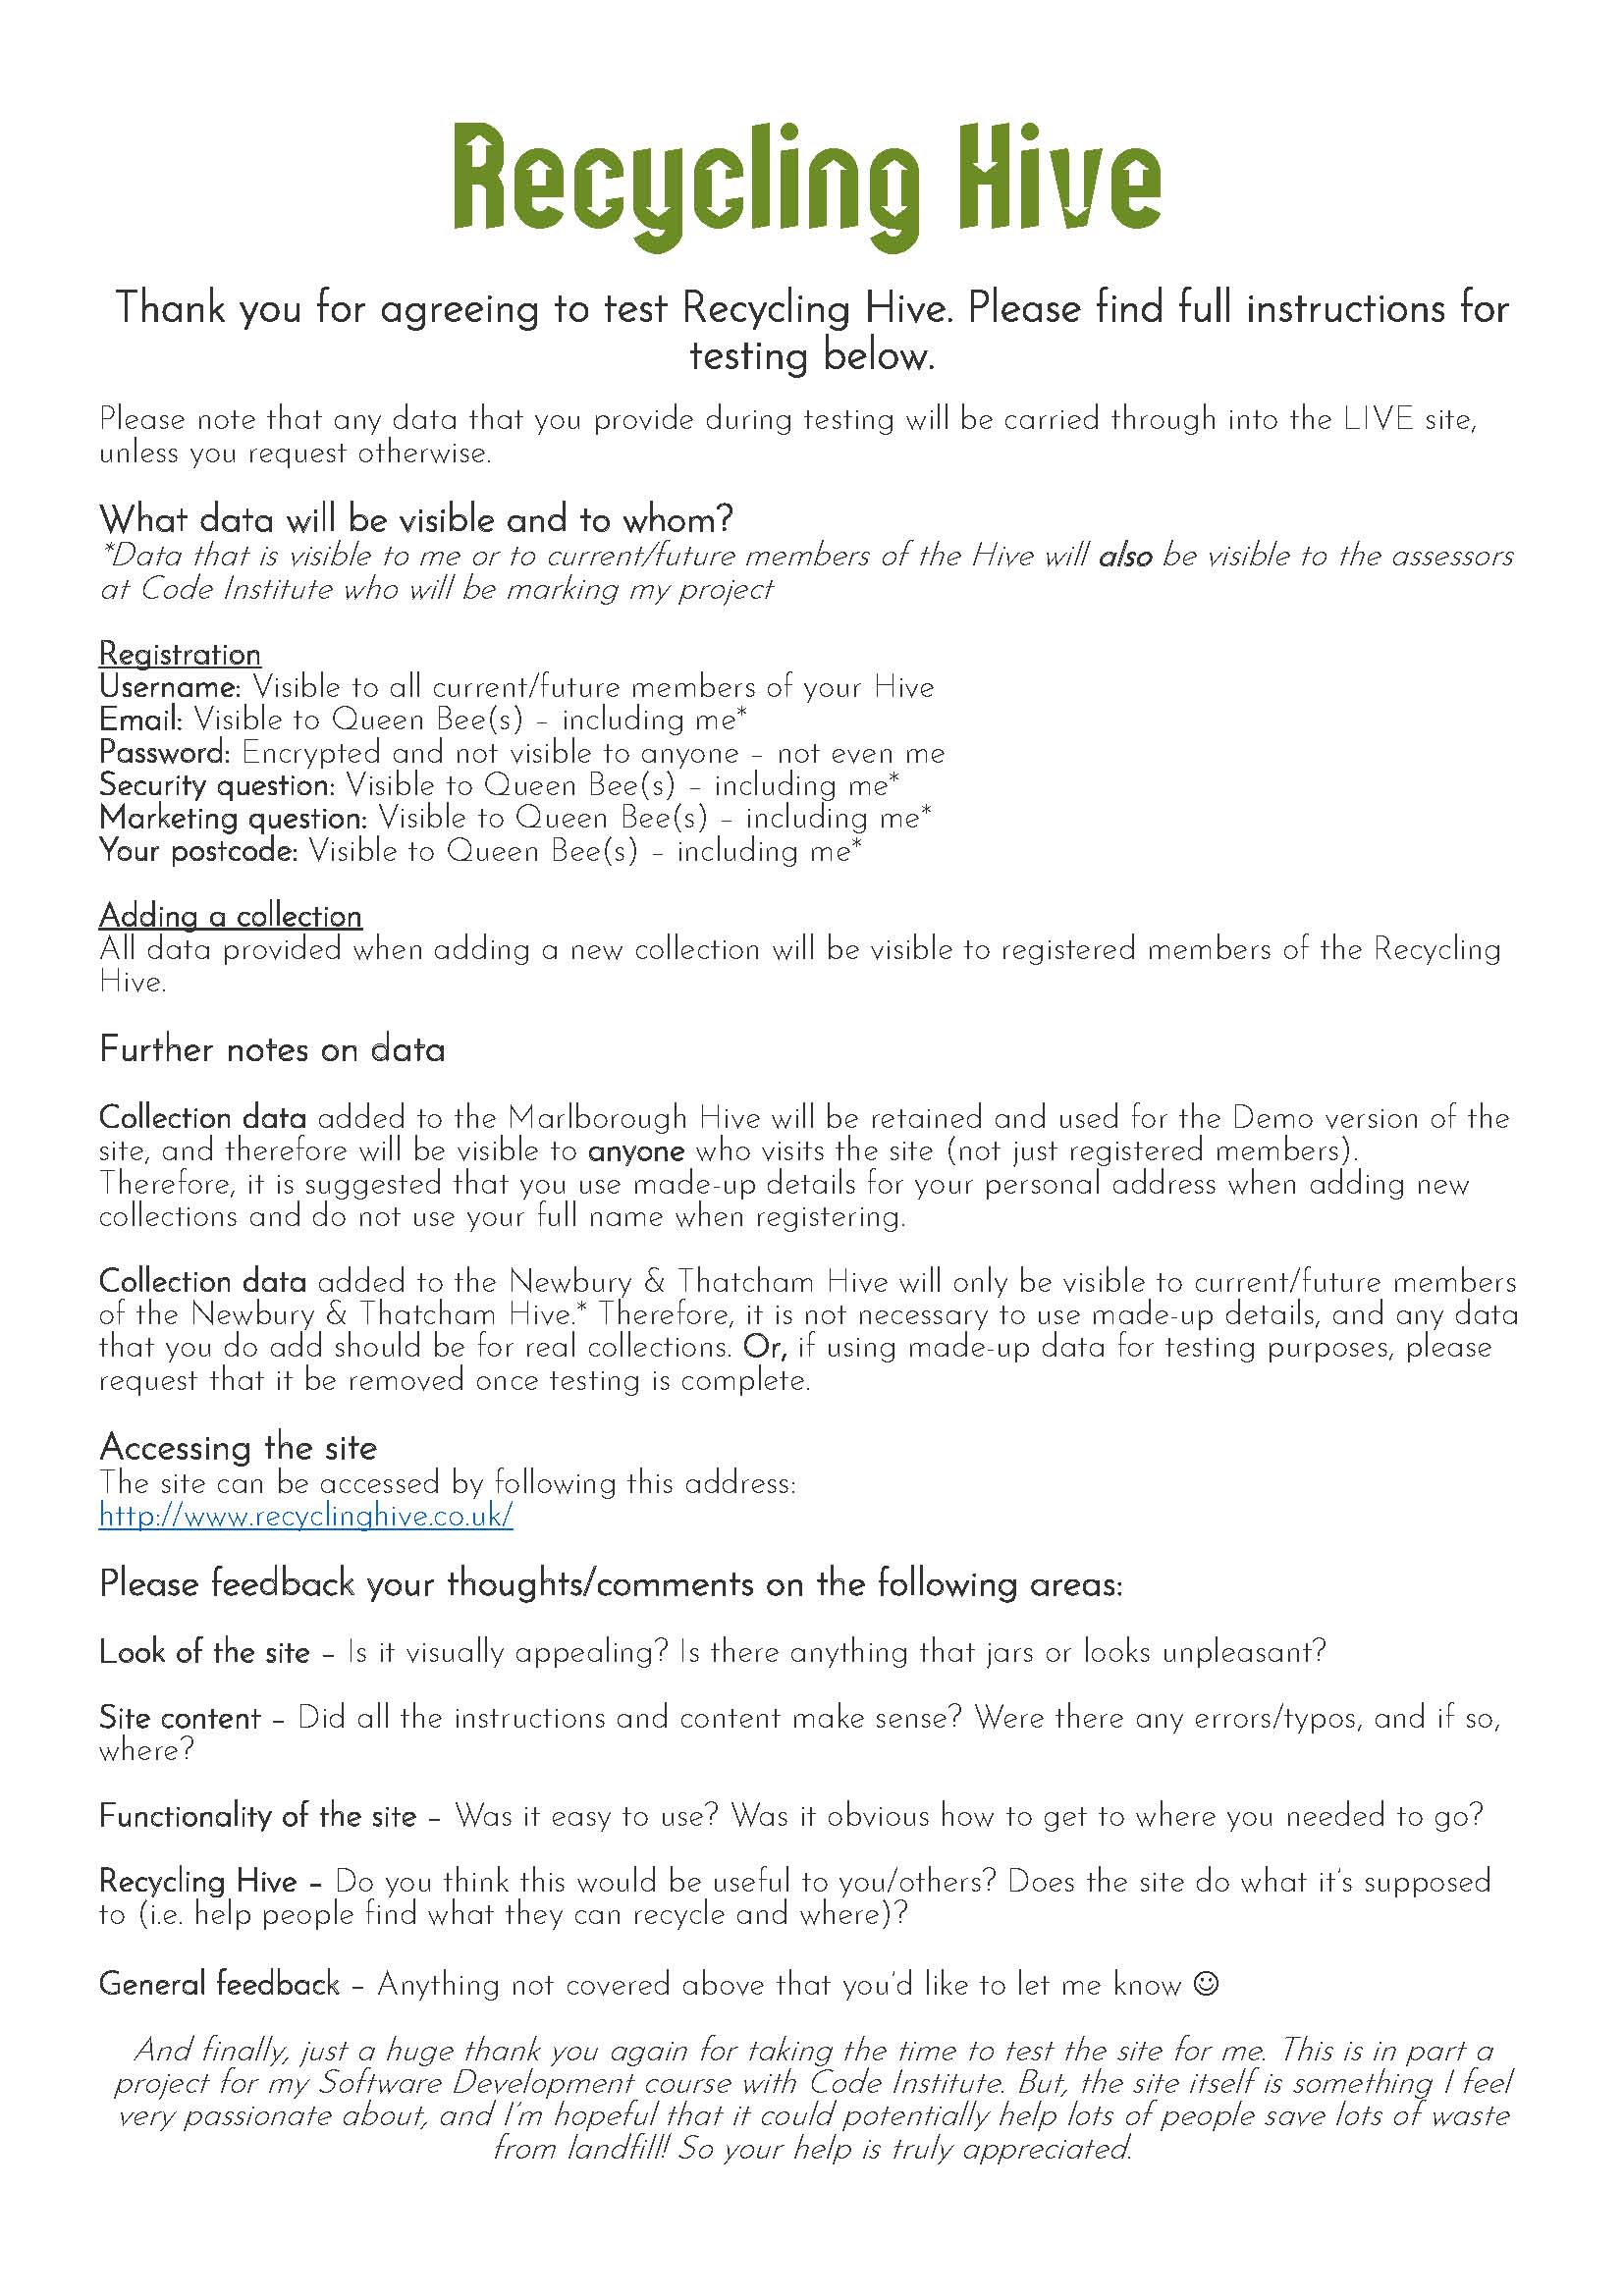 Recycling Hive
Thank you for agreeing to test Recycling Hive. Please find full instructions for
testing below.
Please note that any data that you provide during testing will be carried through into the LIVE site,
unless you request otherwise.
What data will be visible and to whom?
*Data that is visible to me or to current/future members of the Hive will also be visible to the assessors
at Code Institute who will be marking my project
Registration
Username: Visible to all current/future members of your Hive
Email: Visible to Queen Bee(s) – including me*
Password: Encrypted and not visible to anyone – not even me
Security question: Visible to Queen Bee(s) – including me*
Marketing question: Visible to Queen Bee(s) – including me*
Your postcode: Visible to Queen Bee(s) – including me*
Adding a collection
All data provided when adding a new collection will be visible to registered members of the Recycling
Hive.
Further notes on data
Collection data added to the Marlborough Hive will be retained and used for the Demo version of the
site, and therefore will be visible to anyone who visits the site (not just registered members).
Therefore, it is suggested that you use made-up details for your personal address when adding new
collections and do not use your full name when registering.
Collection data added to the Newbury & Thatcham Hive will only be visible to current/future members
of the Newbury & Thatcham Hive.* Therefore, it is not necessary to use made-up details, and any data
that you do add should be for real collections. Or, if using made-up data for testing purposes, please
request that it be removed once testing is complete.
Accessing the site
The site can be accessed by following this address:
http://www.recyclinghive.co.uk/
Please feedback your thoughts/comments on the following areas:
Look of the site – Is it visually appealing? Is there anything that jars or looks unpleasant?
Site content – Did all the instructions and content make sense? Were there any errors/typos, and if so,
where?
Functionality of the site – Was it easy to use? Was it obvious how to get to where you needed to go?
Recycling Hive – Do you think this would be useful to you/others? Does the site do what it's supposed
to (i.e. help people find what they can recycle and where)?
General feedback – Anything not covered above that you'd like to let me know ☺
And finally, just a huge thank you again for taking the time to test the site for me. This is in part a
project for my Software Development course with Code Institute. But, the site itself is something I feel
very passionate about, and I'm hopeful that it could potentially help lots of people save lots of waste
from landfill! So your help is truly appreciated.